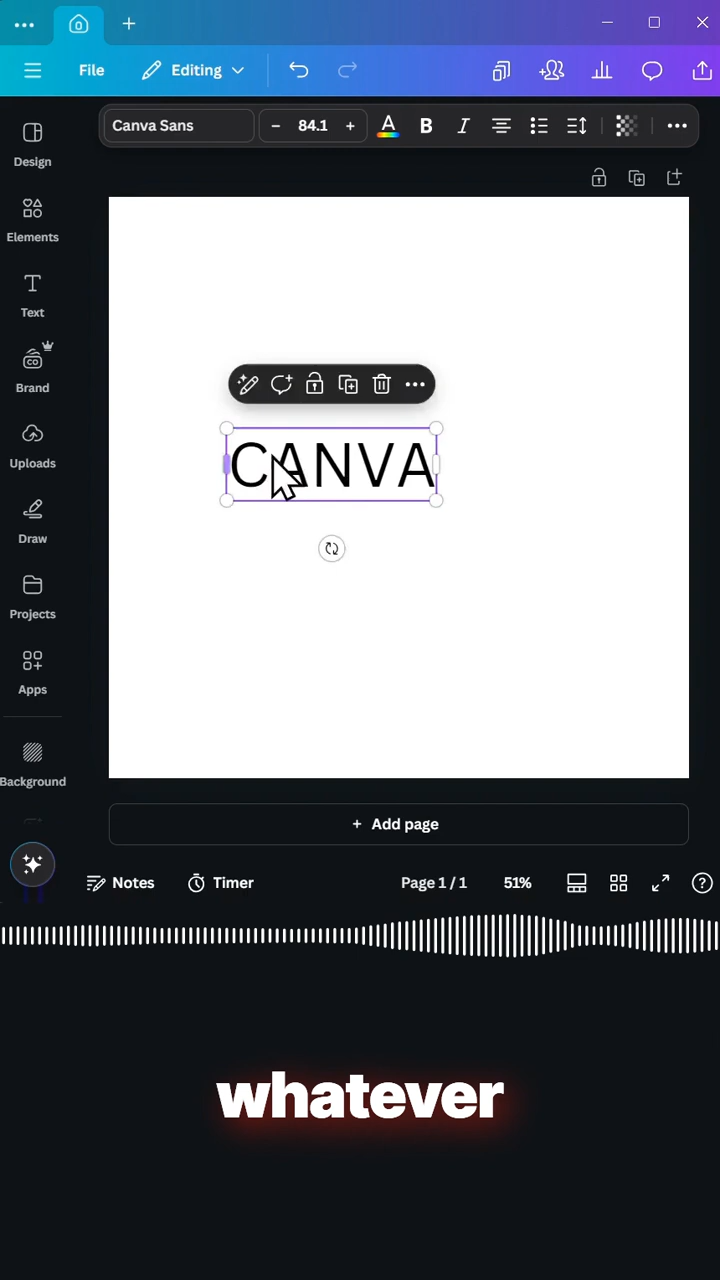 File Editing
Canva Sans − 84.1 + A B I
Design
Elements
Text
CO
Brand
Uploads
Draw
Projects
Apps
Background
CANVA
+ Add page
Notes Timer Page 1 / 1 51% ?
whatever